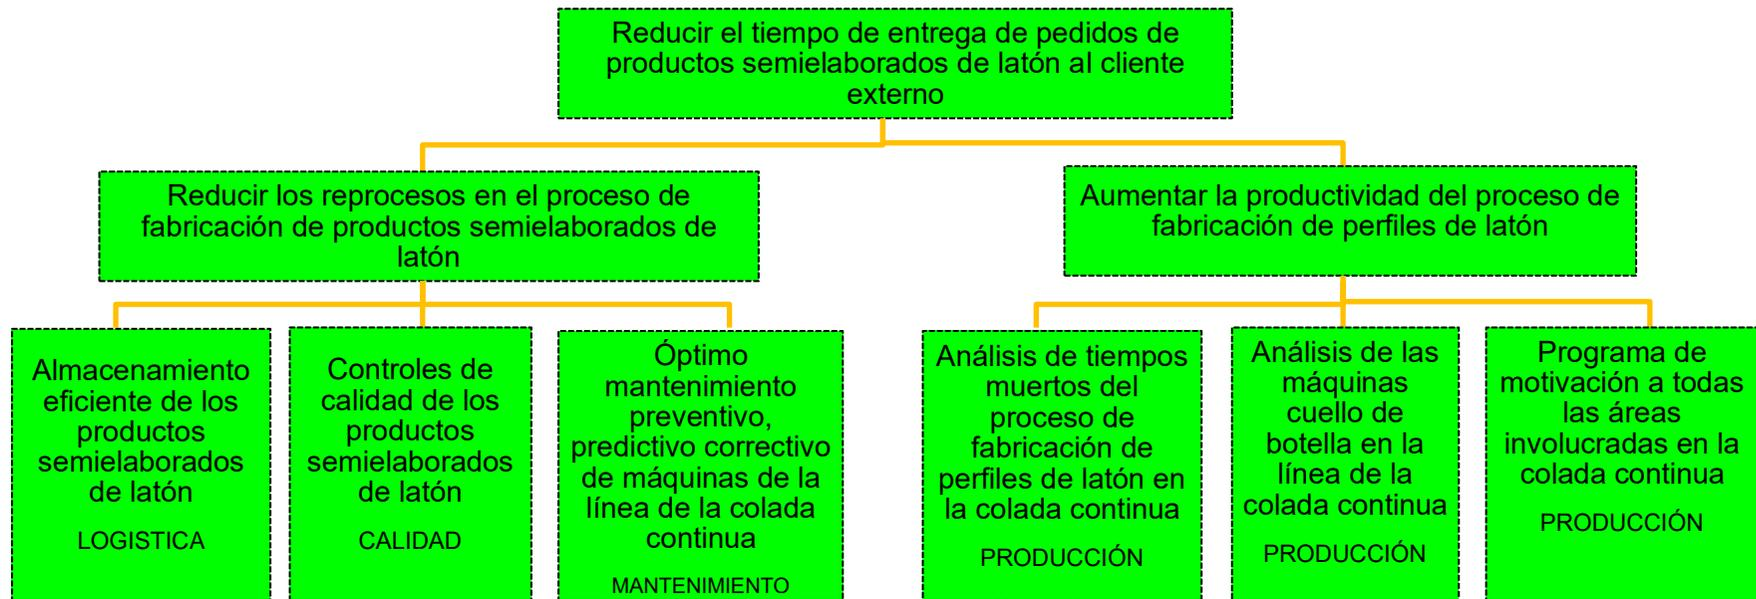 Reducir el tiempo de entrega de pedidos de
productos semielaborados de latón al cliente
externo
Reducir los reprocesos en el proceso de
fabricación de productos semielaborados de
latón
Aumentar la productividad del proceso de
fabricación de perfiles de latón
Almacenamiento
eficiente de los
productos
semielaborados
de latón
LOGISTICA
Controles de
calidad de los
productos
semielaborados
de latón
CALIDAD
Óptimo
mantenimiento
preventivo,
predictivo correctivo
de máquinas de la
línea de la colada
continua
MANTENIMIENTO
Análisis de tiempos
muertos del
proceso de
fabricación de
perfiles de latón en
la colada continua
PRODUCCIÓN
Análisis de las
máquinas
cuello de
botella en la
línea de la
colada continua
PRODUCCIÓN
Programa de
motivación a todas
las áreas
involucradas en la
colada continua
PRODUCCIÓN